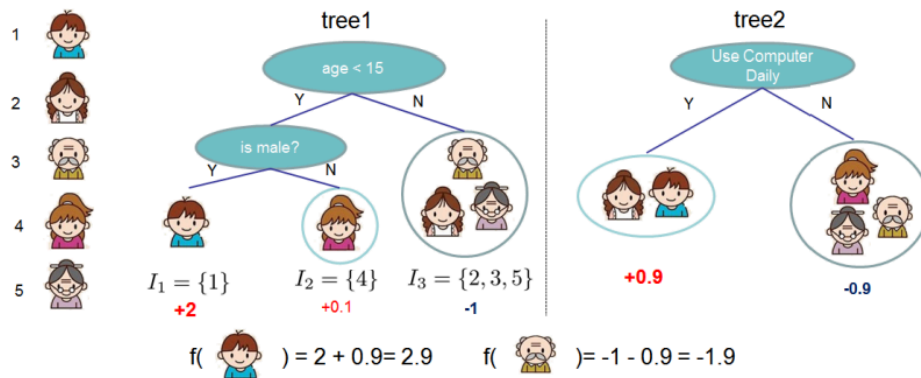 tree1
tree2
1
age < 15
Use Computer
Daily
Y
N
Y
N
2
is male?
3
Y
N
4
5
I₁ = {1}
I₂ = {4}
I₃ = {2, 3, 5}
+2
+0.1
-1
+0.9
-0.9
f( ) = 2 + 0.9= 2.9
f( )= -1 - 0.9 = -1.9